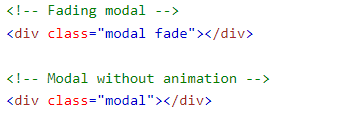 <!-- Fading modal -->
<div class="modal fade"></div>
<!-- Modal without animation -->
<div class="modal"></div>